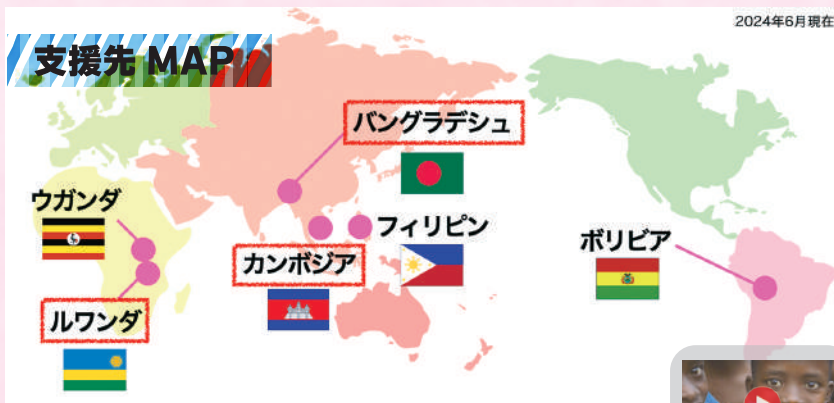 2024年6月現在
支援先 MAP
バングラデシュ
ウガンダ
フィリピン
ボリビア
カンボジア
ルワンダ